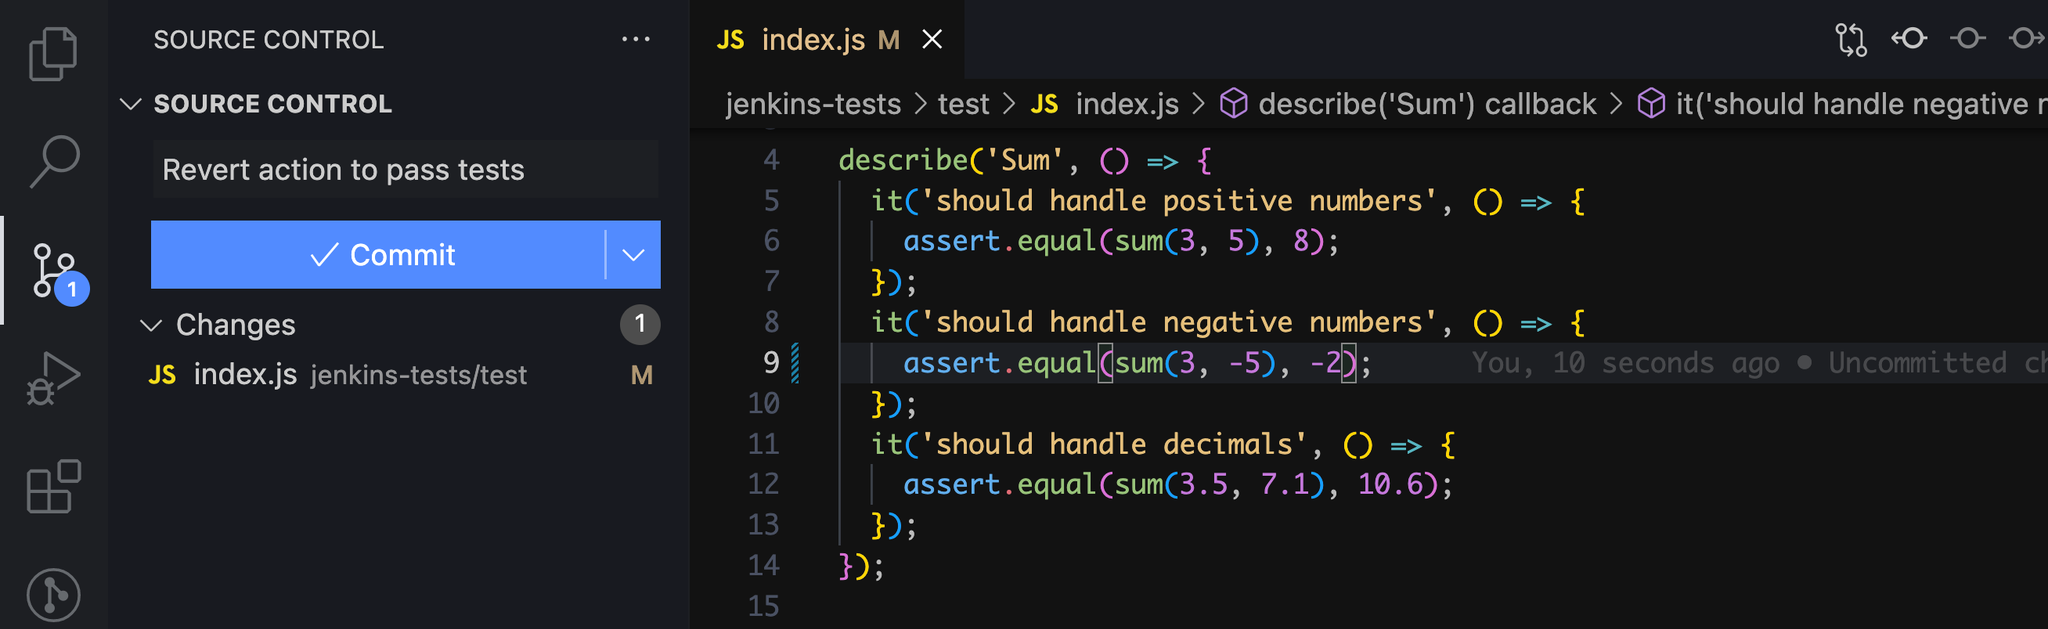 SOURCE CONTROL
SOURCE CONTROL
Revert action to pass tests
Commit
1
Changes 1
JS index.js jenkins-tests/test M
JS index.js M
jenkins-tests > test > JS index.js > describe('Sum') callback > it('should handle negative n
4 describe('Sum', () => {
5 it('should handle positive numbers', () => {
6 assert.equal(sum(3, 5), 8);
7 });
8 it('should handle negative numbers', () => {
9 assert.equal(sum(3, -5), -2); You, 10 seconds ago • Uncommitted ch
10 });
11 it('should handle decimals', () => {
12 assert.equal(sum(3.5, 7.1), 10.6);
13 });
14 });
15